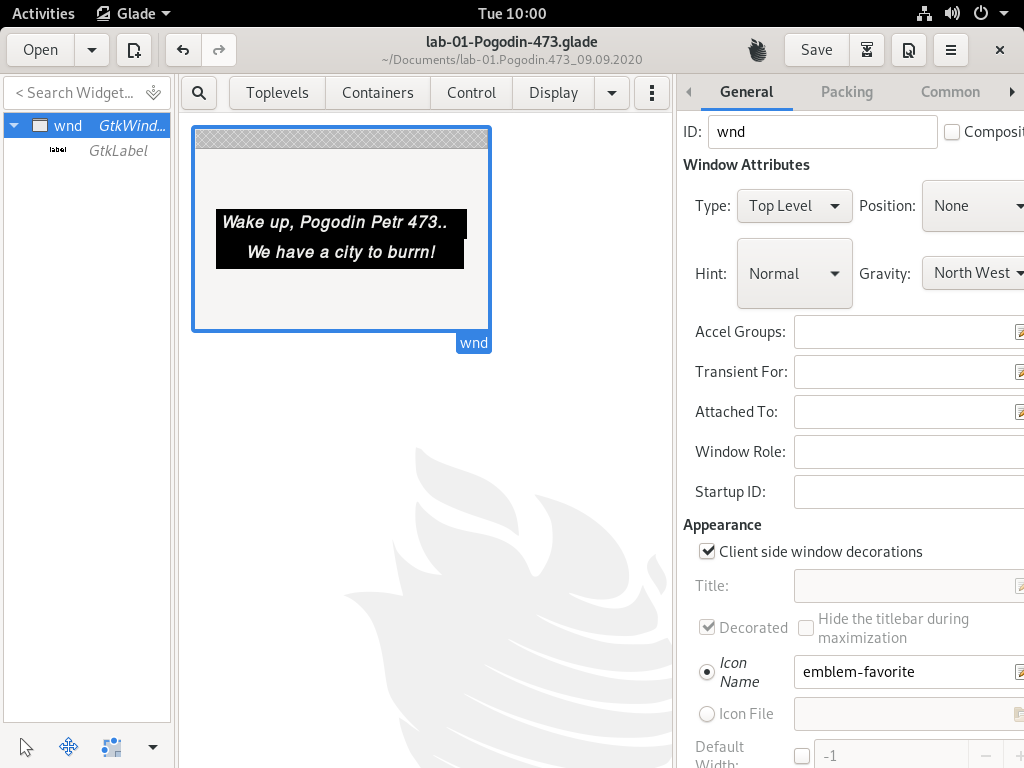 Activities Glade Tue 10:00
Open lab-01-Pogodin-473.glade Save
~/Documents/lab-01.Pogodin.473_09.09.2020
< Search Widget... Toplevels Containers Control Display General Packing Common
wnd GtkWind...
label GtkLabel
Wake up, Pogodin Petr 473..
We have a city to burrn!
wnd
ID: wnd Composit
Window Attributes
Type: Top Level Position: None
Hint: Normal Gravity: North West
Accel Groups:
Transient For:
Attached To:
Window Role:
Startup ID:
Appearance
Client side window decorations
Title:
Decorated Hide the titlebar during
maximization
Icon
Name emblem-favorite
Icon File
Default
Width: -1